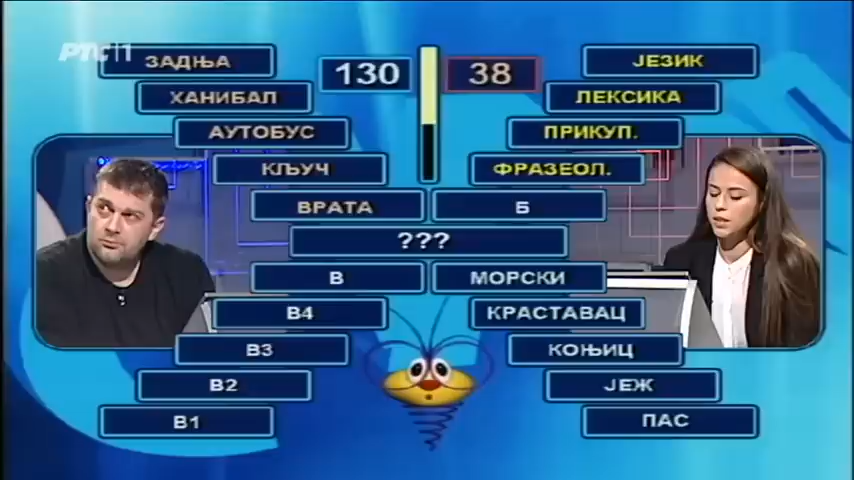 РТС 1
ЗАДЊА
130
38
ЈЕЗИК
ХАНИБАЛ
ЛЕКСИКА
АУТОБУС
ПРИКУП.
КЉУЧ
ФРАЗЕОЛ.
ВРАТА
Б
???
В
МОРСКИ
В4
КРАСТАВАЦ
В3
КОЊИЦ
В2
ЈЕЖ
В1
ПАС